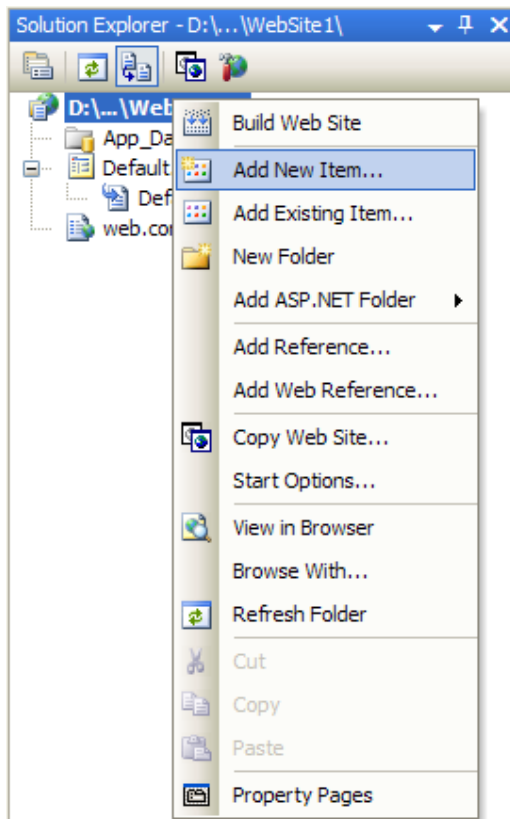 Solution Explorer - D:\...\WebSite1\
D:\...\Web
App_Da
Default
Def
web.con
Build Web Site
Add New Item...
Add Existing Item...
New Folder
Add ASP.NET Folder
Add Reference...
Add Web Reference...
Copy Web Site...
Start Options...
View in Browser
Browse With...
Refresh Folder
Cut
Copy
Paste
Property Pages